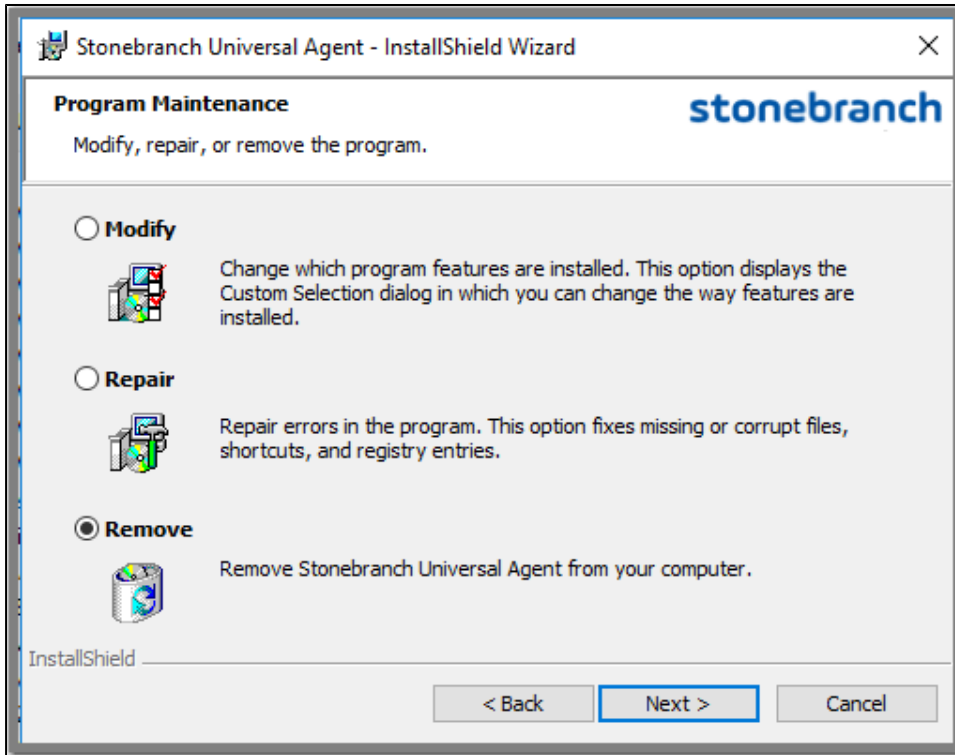 Stonebranch Universal Agent - InstallShield Wizard
Program Maintenance
stonebranch
Modify, repair, or remove the program.
Modify
Change which program features are installed. This option displays the
Custom Selection dialog in which you can change the way features are
installed.
Repair
Repair errors in the program. This option fixes missing or corrupt files,
shortcuts, and registry entries.
Remove
Remove Stonebranch Universal Agent from your computer.
InstallShield
< Back
Next >
Cancel